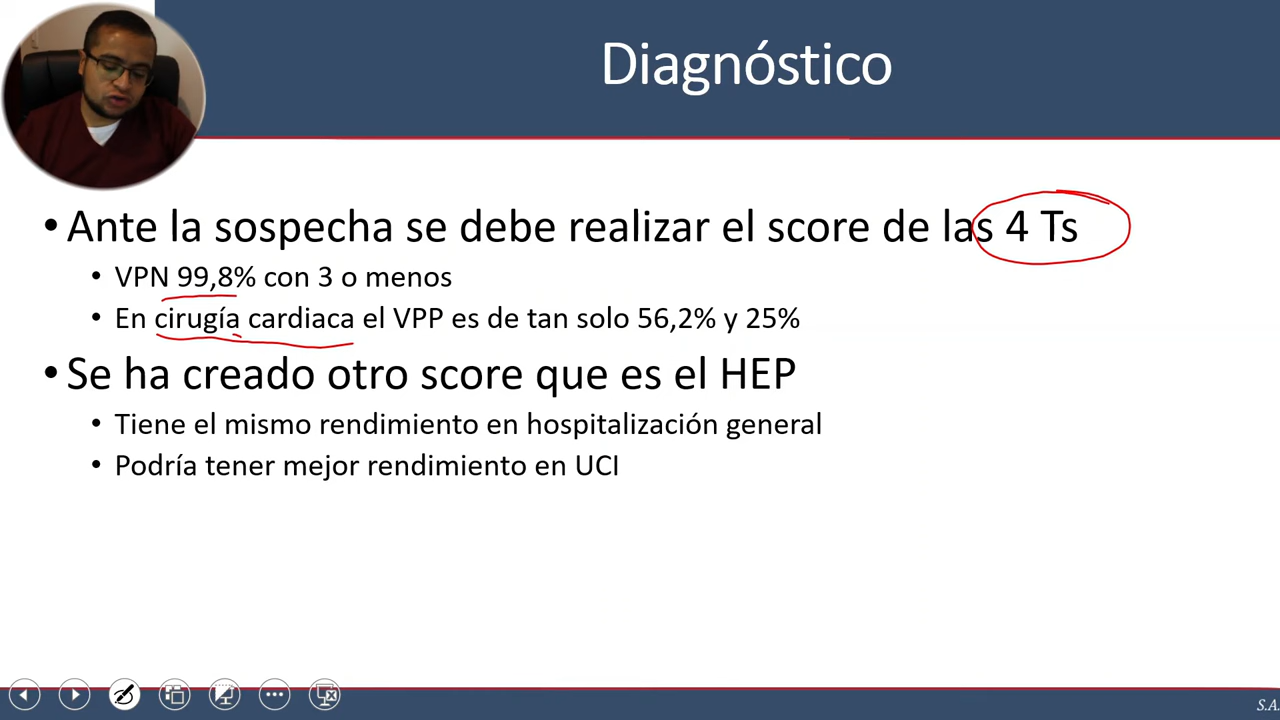 Diagnóstico
• Ante la sospecha se debe realizar el score de las 4 Ts
• VPN 99,8% con 3 o menos
• En cirugía cardiaca el VPP es de tan solo 56,2% y 25%
• Se ha creado otro score que es el HEP
• Tiene el mismo rendimiento en hospitalización general
• Podría tener mejor rendimiento en UCI
S.A.